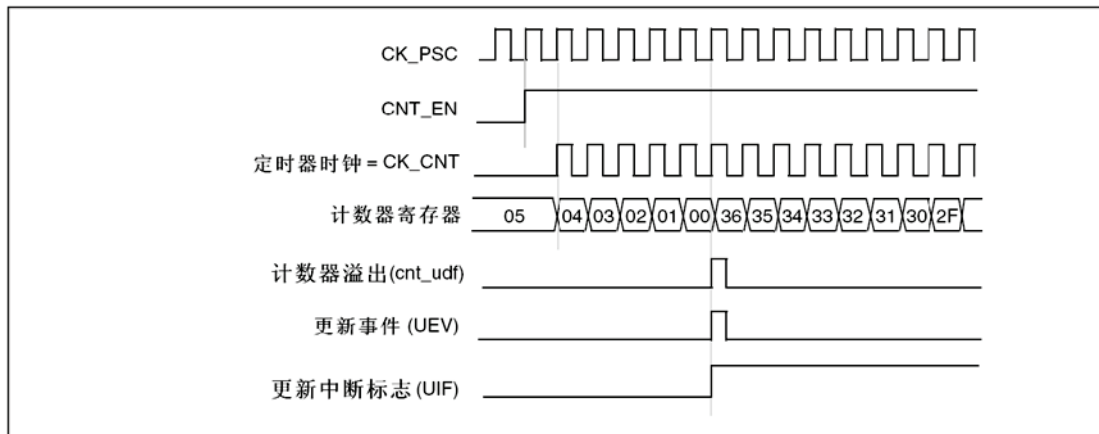 CK_PSC
CNT_EN
定时器时钟 = CK_CNT
计数器寄存器 05 04 03 02 01 00 36 35 34 33 32 31 30 2F
计数器溢出(cnt_udf)
更新事件 (UEV)
更新中断标志 (UIF)